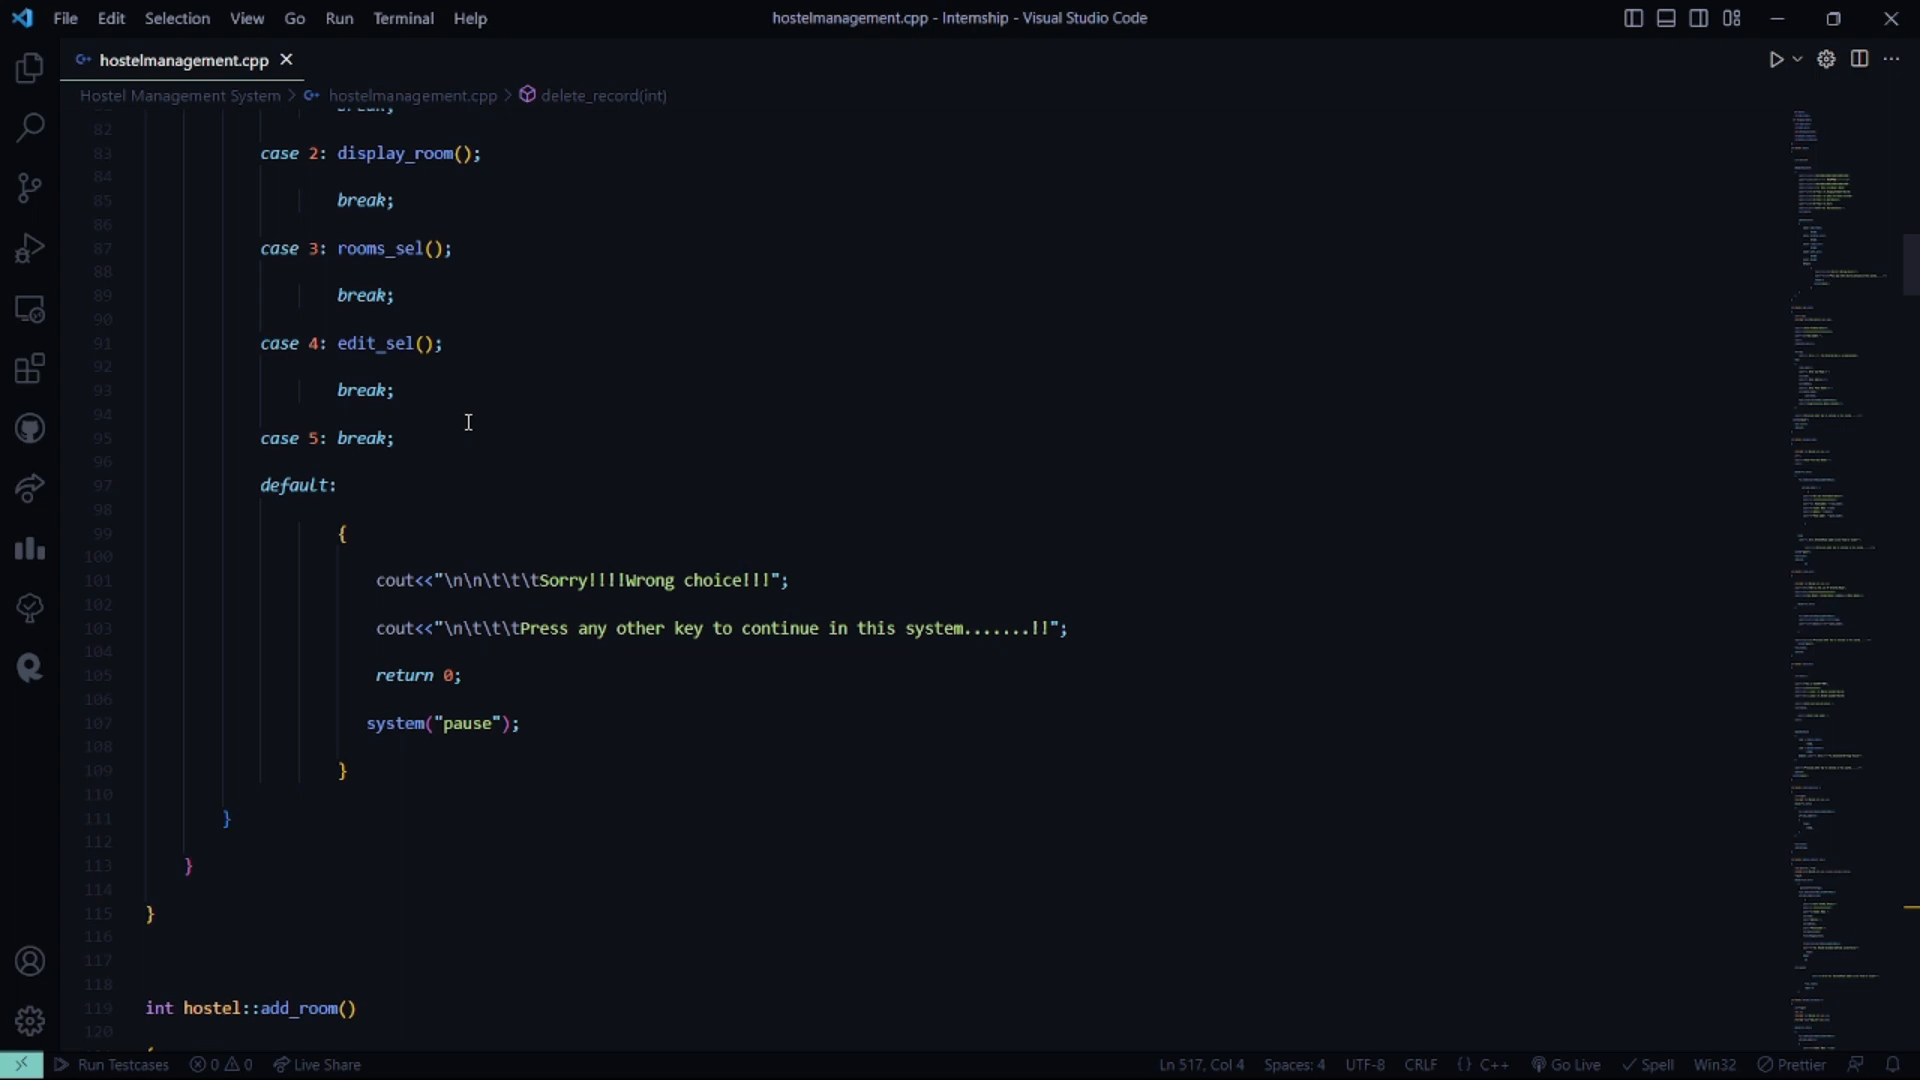 File Edit Selection View Go Run Terminal Help
hostelmanagement.cpp - Internship - Visual Studio Code
hostelmanagement.cpp
Hostel Management System > hostelmanagement.cpp > delete_record(int)
82
83 case 2: display_room();
84
85 break;
86
87 case 3: rooms_sel();
88
89 break;
90
91 case 4: edit_sel();
92
93 break;
94
95 case 5: break;
96
97 default:
98
99 {
100
101 cout<<"\n\n\t\t\tSorry!!!!Wrong choice!!!";
102
103 cout<<"\n\t\t\tPress any other key to continue in this system.......!!";
104
105 return 0;
106
107 system("pause");
108
109 }
110
111 }
112
113 }
114
115 }
116
117
118
119 int hostel::add_room()
120
Run Testcases 0 0 Live Share
Ln 517, Col 4 Spaces: 4 UTF-8 CRLF {} C++ Go Live Spell Win32 Prettier